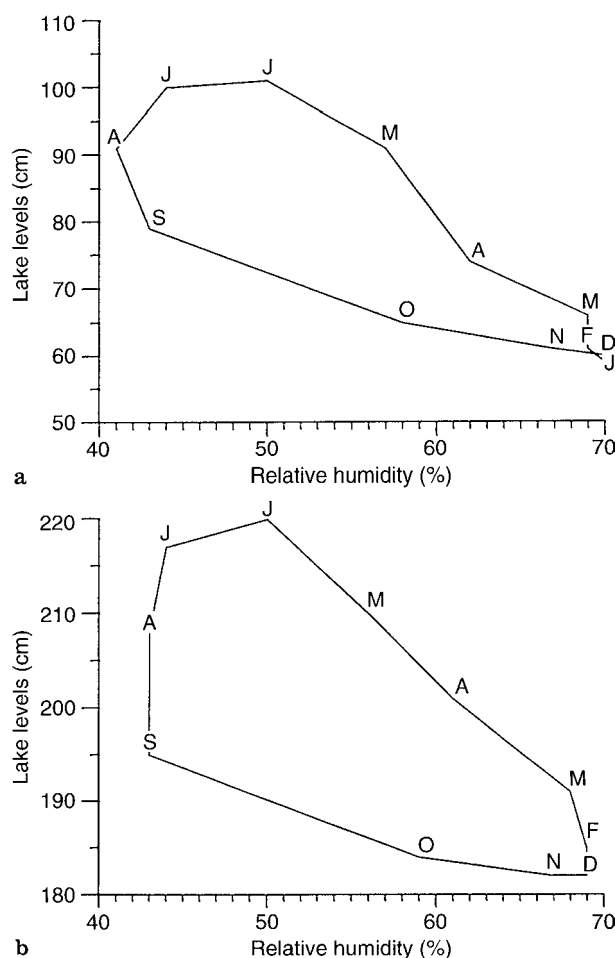 a
110
100
90
80
70
60
50
Lake levels (cm)
J
J
A
M
S
A
M
O
F
N
D
J
40
50
60
70
Relative humidity (%)
b
220
210
200
190
180
Lake levels (cm)
J
J
M
A
A
S
M
F
O
N
D
40
50
60
70
Relative humidity (%)